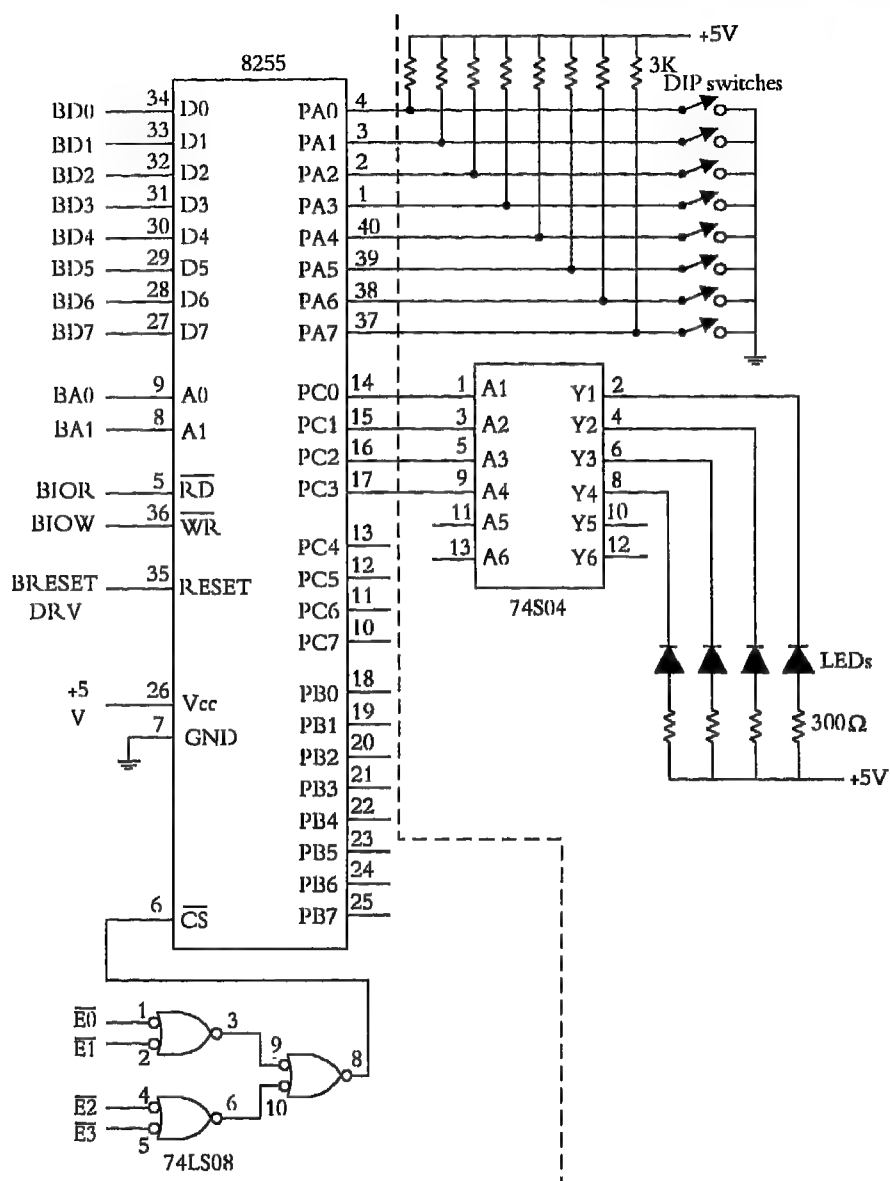 +5V
8255
3K
DIP switches
BD0 34 D0 PA0 4
BD1 33 D1 PA1 3
BD2 32 D2 PA2 2
BD3 31 D3 PA3 1
BD4 30 D4 PA4 40
BD5 29 D5 PA5 39
BD6 28 D6 PA6 38
BD7 27 D7 PA7 37
BA0 9 A0 PC0 14 1 A1 Y1 2
BA1 8 A1 PC1 15 3 A2 Y2 4
PC2 16 5 A3 Y3 6
BIOR 5 RD PC3 17 9 A4 Y4 8
BIOW 36 WR 11 A5 Y5 10
PC4 13 13 A6 Y6 12
BRESET 35 RESET PC5 12
DRV PC6 11 74S04
PC7 10
LEDs
+5 26 Vcc PB0 18
V 7 GND PB1 19 300Ω
PB2 20
PB3 21 +5V
PB4 22
PB5 23
PB6 24
6 CS PB7 25
E0 1 3
E1 2 9 8
E2 4 6 10
E3 5
74LS08